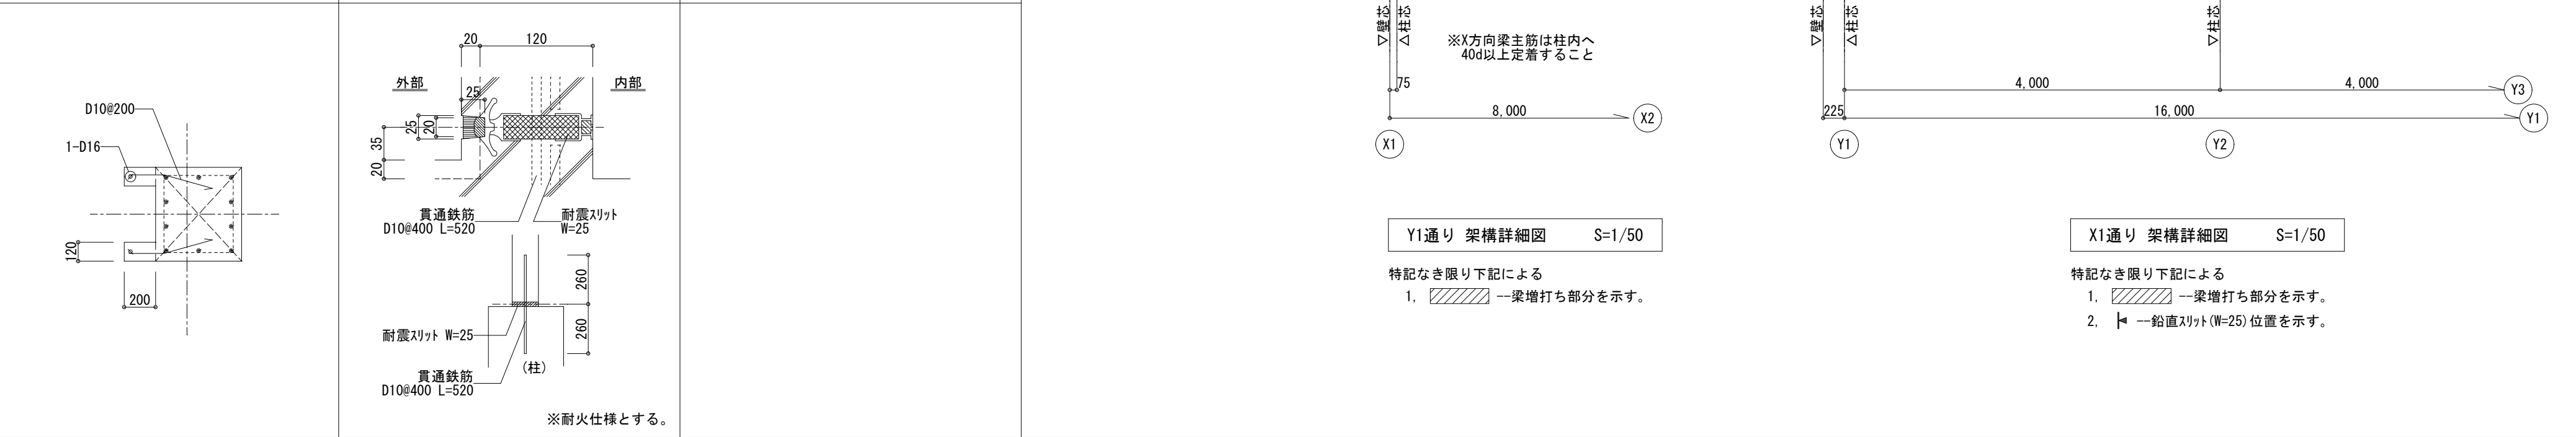 D10@200
1-D16
120
200
20
120
外部
内部
25
25
20
35
20
貫通鉄筋
D10@400 L=520
耐震ｽﾘｯﾄ
W=25
260
260
耐震ｽﾘｯﾄ W=25
(柱)
貫通鉄筋
D10@400 L=520
※耐火仕様とする。
▽壁芯
△柱芯
※X方向梁主筋は柱内へ
40d以上定着すること
75
8,000
X2
X1
Y1通り 架構詳細図 S=1/50
特記なき限り下記による
1, --梁増打ち部分を示す。
▽壁芯
△柱芯
▽柱芯
4,000
4,000
Y3
225
16,000
Y1
Y1
Y2
X1通り 架構詳細図 S=1/50
特記なき限り下記による
1, --梁増打ち部分を示す。
2, --鉛直ｽﾘｯﾄ(W=25)位置を示す。